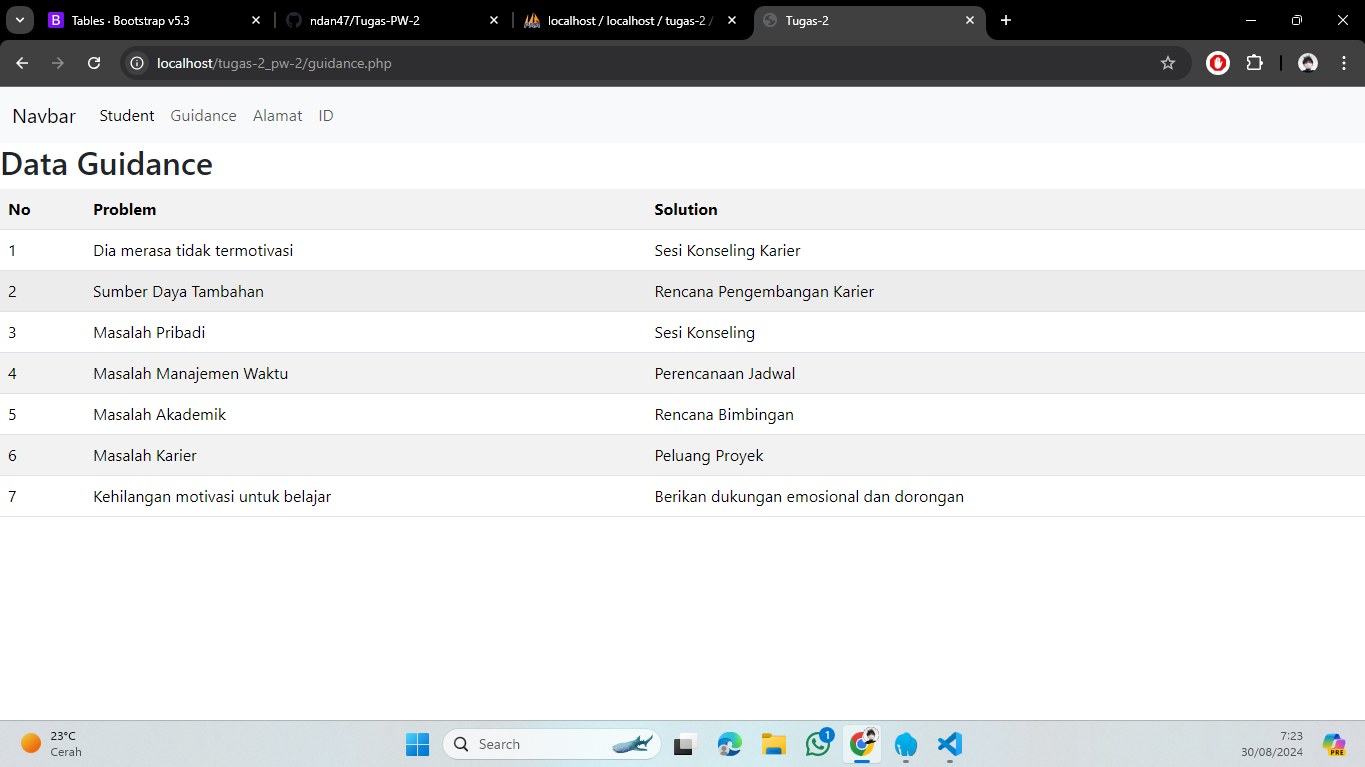 Tables · Bootstrap v5.3
ndan47/Tugas-PW-2
localhost / localhost / tugas-2 /
Tugas-2
localhost/tugas-2_pw-2/guidance.php
Navbar Student Guidance Alamat ID
Data Guidance
No Problem Solution
1 Dia merasa tidak termotivasi Sesi Konseling Karier
2 Sumber Daya Tambahan Rencana Pengembangan Karier
3 Masalah Pribadi Sesi Konseling
4 Masalah Manajemen Waktu Perencanaan Jadwal
5 Masalah Akademik Rencana Bimbingan
6 Masalah Karier Peluang Proyek
7 Kehilangan motivasi untuk belajar Berikan dukungan emosional dan dorongan
23°C
Cerah
Search
1
7:23
30/08/2024
PRE